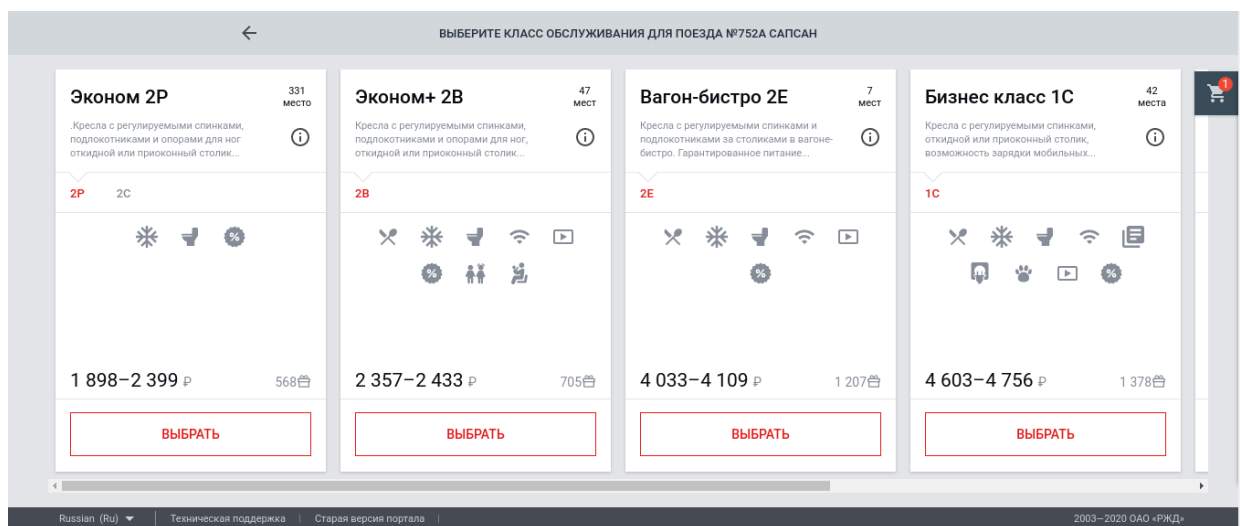 ВЫБЕРИТЕ КЛАСС ОБСЛУЖИВАНИЯ ДЛЯ ПОЕЗДА №752А САПСАН
1
Эконом 2Р
331
место
.Кресла с регулируемыми спинками,
подлокотниками и опорами для ног
откидной или приоконный столик...
2Р 2С
%
1 898–2 399 ₽
568
ВЫБРАТЬ
Эконом+ 2В
47
мест
Кресла с регулируемыми спинками,
подлокотниками и опорами для ног,
откидной или приоконный столик...
2В
%
2 357–2 433 ₽
705
ВЫБРАТЬ
Вагон-бистро 2Е
7
мест
Кресла с регулируемыми спинками и
подлокотниками за столиками в вагоне-
бистро. Гарантированное питание...
2Е
%
4 033–4 109 ₽
1 207
ВЫБРАТЬ
Бизнес класс 1С
42
места
Кресла с регулируемыми спинками,
откидной или приоконный столик,
возможность зарядки мобильных...
1С
%
4 603–4 756 ₽
1 378
ВЫБРАТЬ
Russian (Ru) | Техническая поддержка | Старая версия портала |
2003–2020 ОАО «РЖД»